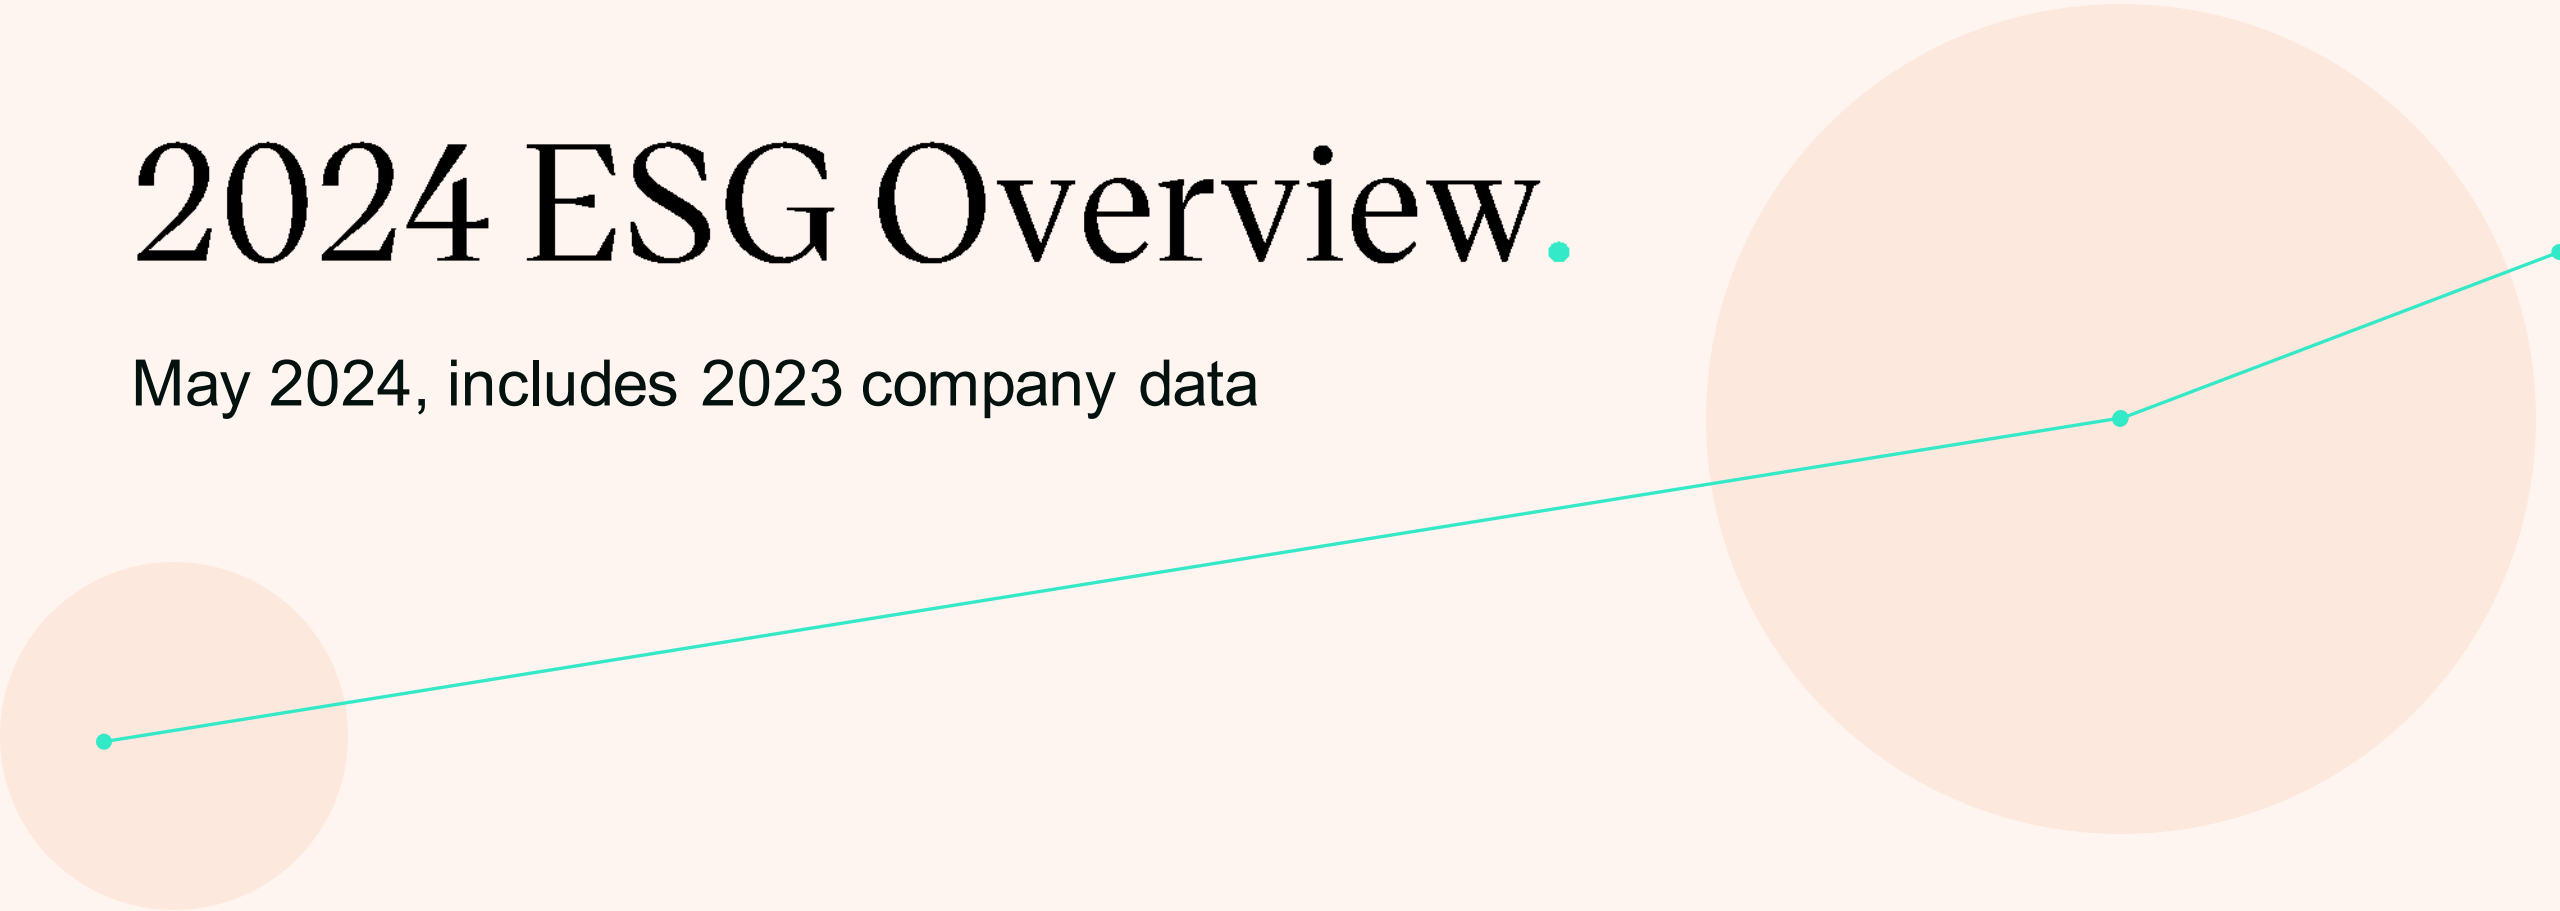 2024 ESG Overview.
May 2024, includes 2023 company data